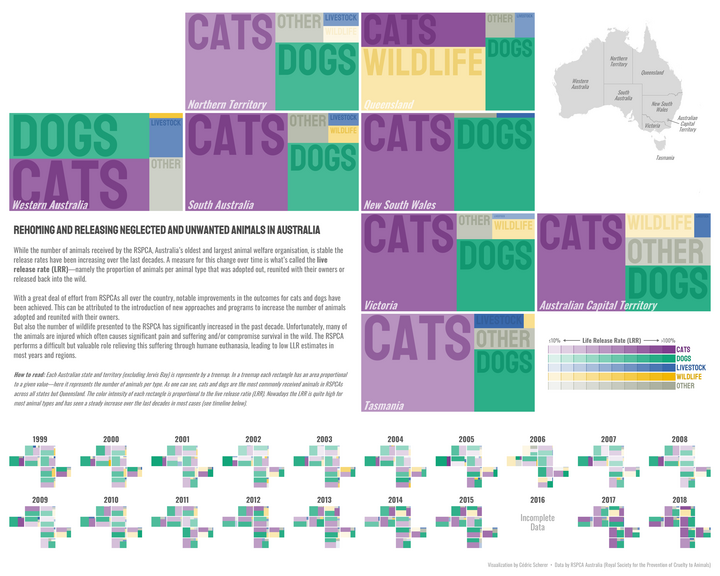 CATS
OTHER
LIVESTOCK
WILDLIFE
DOGS
Northern Territory
CATS
WILDLIFE
OTHER
DOGS
Queensland
Northern
Territory
Queensland
Western
Australia
South
Australia
New South
Wales
Victoria
Australian
Capital
Territory
Tasmania
DOGS
CATS
LIVESTOCK
OTHER
Western Australia
CATS
OTHER
LIVESTOCK
WILDLIFE
DOGS
South Australia
CATS
DOGS
New South Wales
REHOMING AND RELEASING NEGLECTED AND UNWANTED ANIMALS IN AUSTRALIA
While the number of animals received by the RSPCA, Australia's oldest and largest animal welfare organisation, is stable the
release rates have been increasing over the last decades. A measure for this change over time is what's called the live
release rate (LRR)—namely the proportion of animals per animal type that was adopted out, reunited with their owners or
released back into the wild.
With a great deal of effort from RSPCAs all over the country, notable improvements in the outcomes for cats and dogs have
been achieved. This can be attributed to the introduction of new approaches and programs to increase the number of animals
adopted and reunited with their owners.
But also the number of wildlife presented to the RSPCA has significantly increased in the past decade. Unfortunately, many of
the animals are injured which often causes significant pain and suffering and/or compromise survival in the wild. The RSPCA
performs a difficult but valuable role relieving this suffering through humane euthanasia, leading to low LLR estimates in
most years and regions.
How to read: Each Australian state and territory (excluding Jervis Bay) is represents by a treemap. In a treemap each rectangle has an area proportional
to a given value—here it represents the number of animals per type. As one can see, cats and dogs are the most commonly received animals in RSPCAs
across all states but Queensland. The color intensity of each rectangle is proportional to the live release rate (LRR). Nowadays the LRR is quite high for
most animal types and has seen a steady increase over the last decades in most cases (see timeline below).
CATS
OTHER
WILDLIFE
DOGS
Victoria
CATS
WILDLIFE
OTHER
DOGS
Australian Capital Territory
CATS
LIVESTOCK
OTHER
DOGS
Tasmania
≤10% Life Release Rate (LRR) ≤100%
CATS
DOGS
LIVESTOCK
WILDLIFE
OTHER
1999 2000 2001 2002 2003 2004 2005 2006 2007 2008
2009 2010 2011 2012 2013 2014 2015 2016 2017 2018
Incomplete
Data
Visualization by Cédric Scherer • Data by RSPCA Australia (Royal Society for the Prevention of Cruelty to Animals)